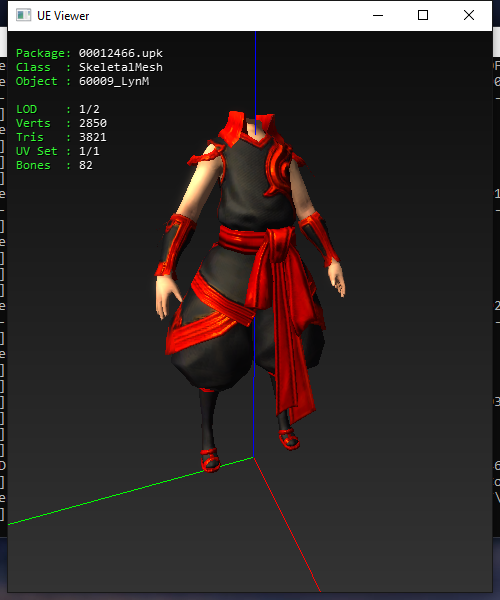 UE Viewer
Package: 00012466.upk
Class : SkeletalMesh
Object : 60009_LynM
LOD : 1/2
Verts : 2850
Tris : 3821
UV Set : 1/1
Bones : 82